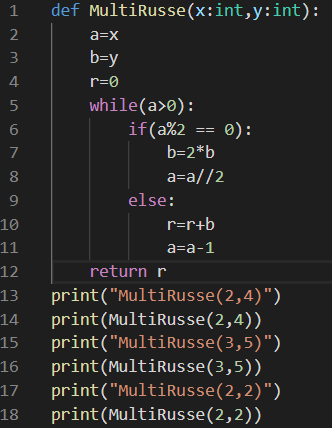 1 def MultiRusse(x:int,y:int):
2     a=x
3     b=y
4     r=0
5     while(a>0):
6         if(a%2 == 0):
7             b=2*b
8             a=a//2
9         else:
10             r=r+b
11             a=a-1
12     return r
13 print("MultiRusse(2,4)")
14 print(MultiRusse(2,4))
15 print("MultiRusse(3,5)")
16 print(MultiRusse(3,5))
17 print("MultiRusse(2,2)")
18 print(MultiRusse(2,2))